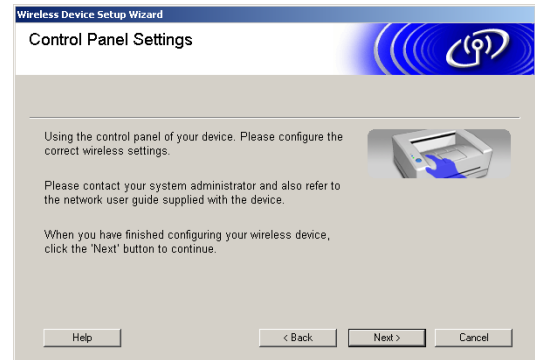 Wireless Device Setup Wizard
Control Panel Settings
Using the control panel of your device. Please configure the
correct wireless settings.
Please contact your system administrator and also refer to
the network user guide supplied with the device.
When you have finished configuring your wireless device,
click the 'Next' button to continue.
Help
< Back
Next >
Cancel